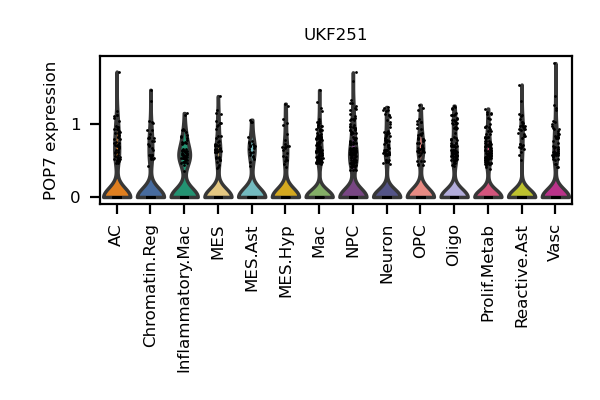 UKF251
POP7 expression
1
0
AC
Chromatin.Reg
Inflammatory.Mac
MES
MES.Ast
MES.Hyp
Mac
NPC
Neuron
OPC
Oligo
Prolif.Metab
Reactive.Ast
Vasc